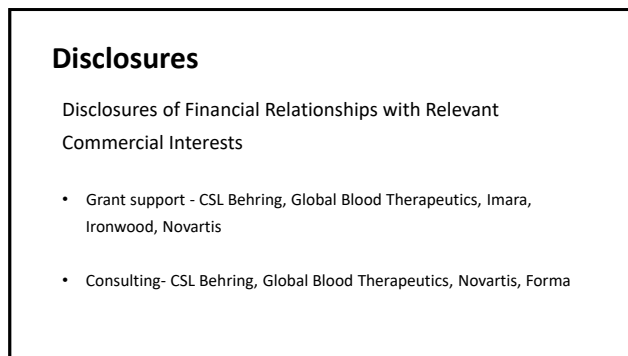 Disclosures
Disclosures of Financial Relationships with Relevant
Commercial Interests
• Grant support - CSL Behring, Global Blood Therapeutics, Imara,
Ironwood, Novartis
• Consulting- CSL Behring, Global Blood Therapeutics, Novartis, Forma